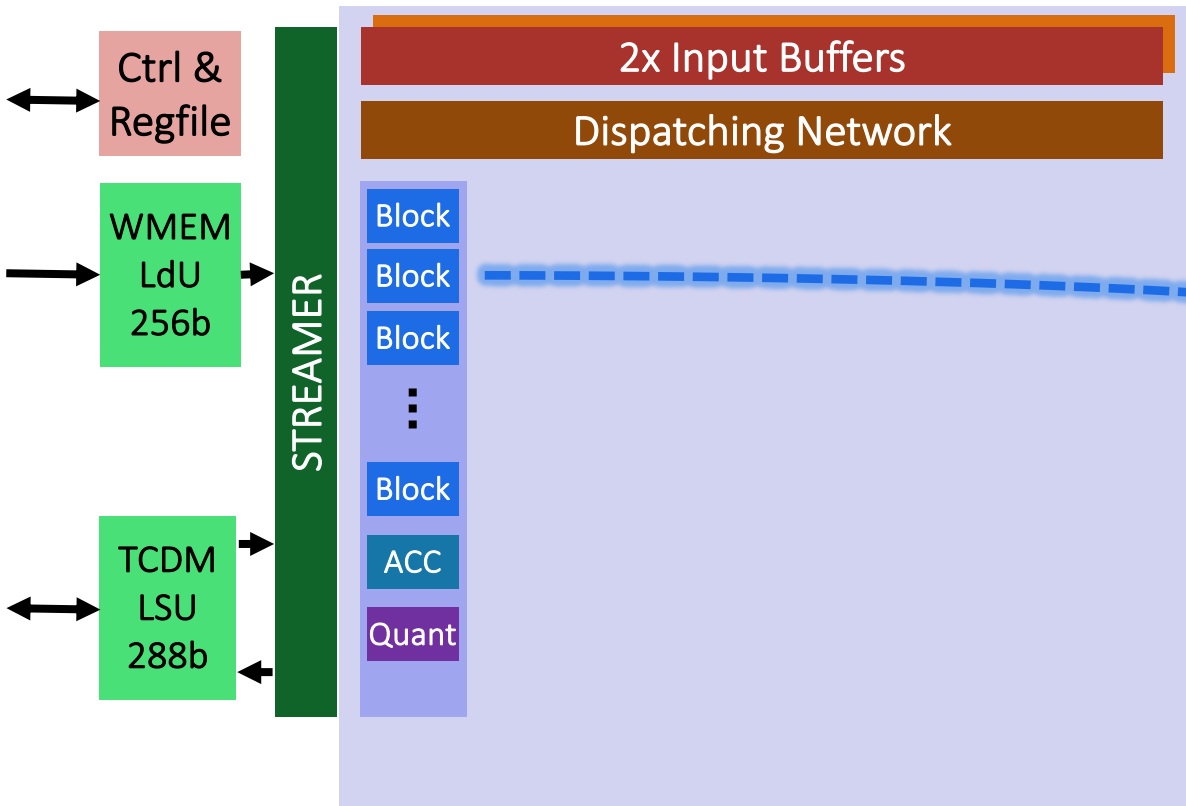 Ctrl &
Regfile
WMEM
LdU
256b
TCDM
LSU
288b
STREAMER
2x Input Buffers
Dispatching Network
Block
Block
Block
...
Block
ACC
Quant